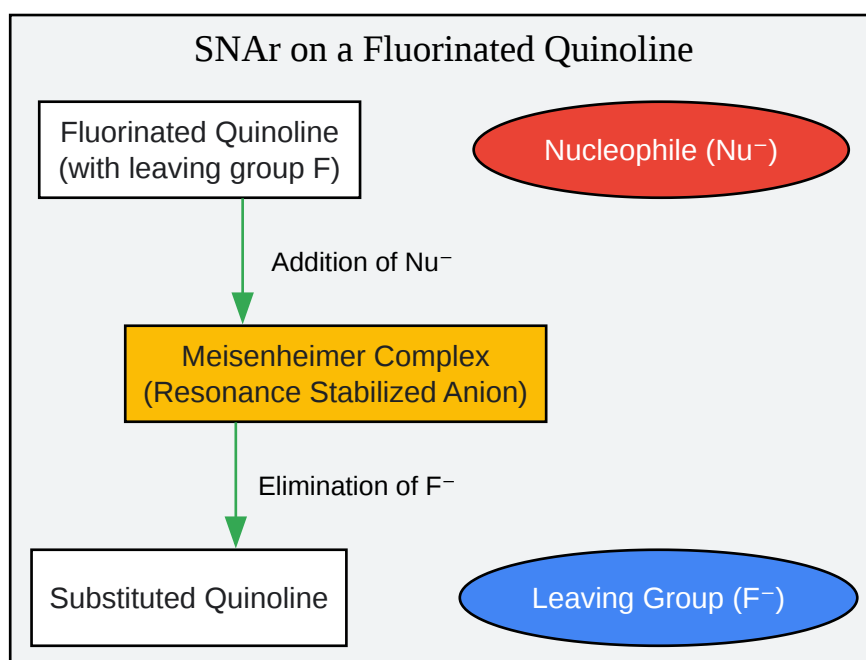 SNAr on a Fluorinated Quinoline
Fluorinated Quinoline
(with leaving group F)
Nucleophile (Nu⁻)
Addition of Nu⁻
Meisenheimer Complex
(Resonance Stabilized Anion)
Elimination of F⁻
Substituted Quinoline
Leaving Group (F⁻)